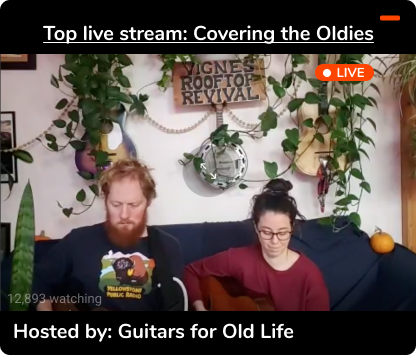 Top live stream: Covering the Oldies
VIGNES
ROOFTOP
REVIVAL.
LIVE
YELLOWSTONE
PUBLIC RADIO
12,893 watching
Hosted by: Guitars for Old Life